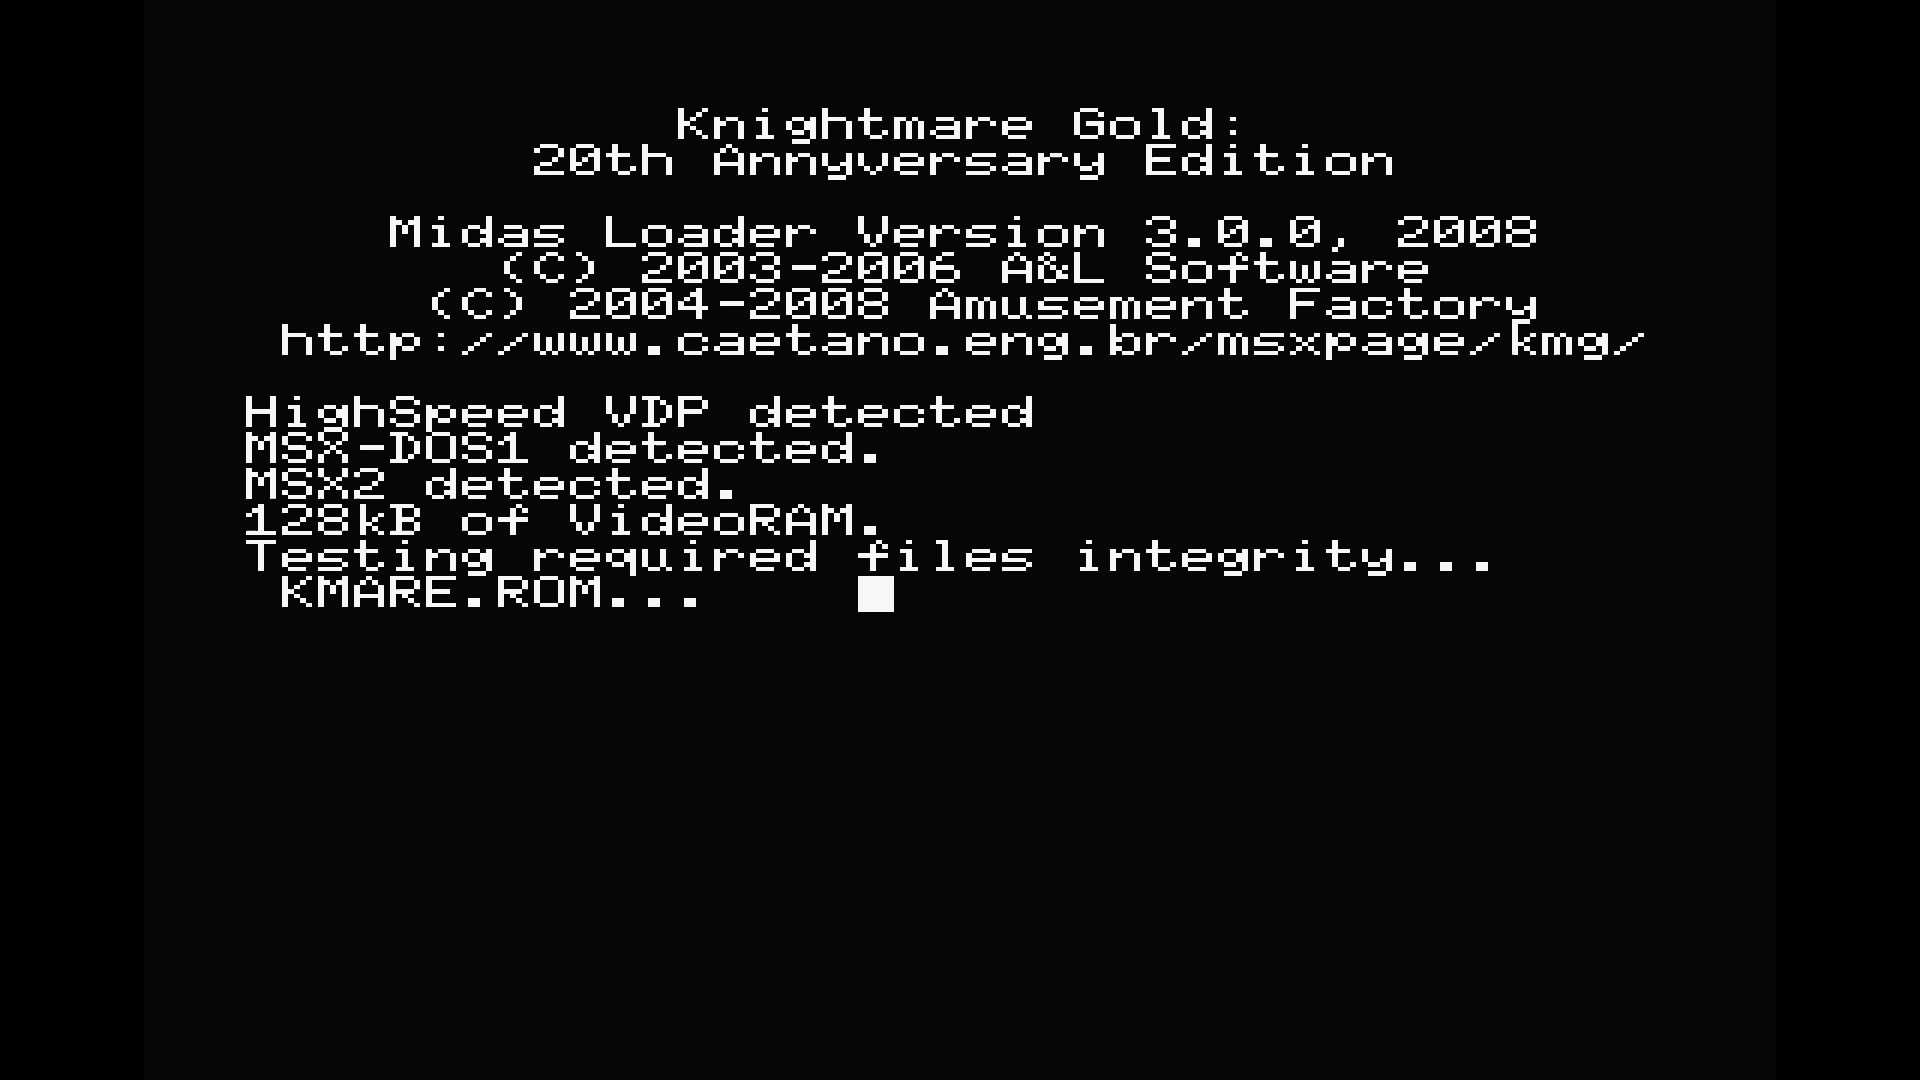 Knightmare Gold:
20th Annyversary Edition
Midas Loader Version 3.0.0, 2008
(C) 2003-2006 A&L Software
(C) 2004-2008 Amusement Factory
http://www.caetano.eng.br/msxpage/kmg/
HighSpeed VDP detected
MSX-DOS1 detected.
MSX2 detected.
128kB of VideoRAM.
Testing required files integrity...
KMARE.ROM...